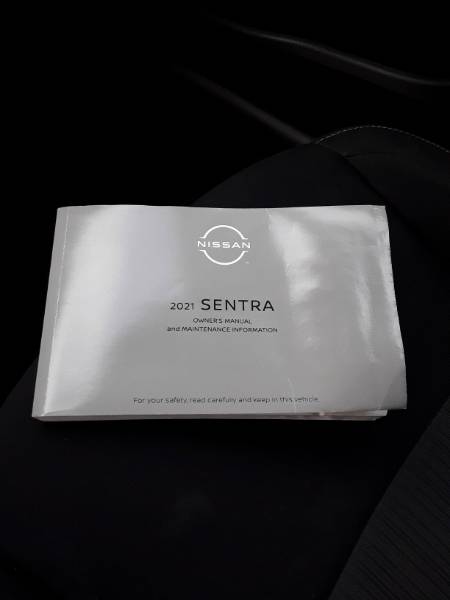 NISSAN
2021 SENTRA
OWNER'S MANUAL
and MAINTENANCE INFORMATION
For your safety, read carefully and keep in this vehicle.